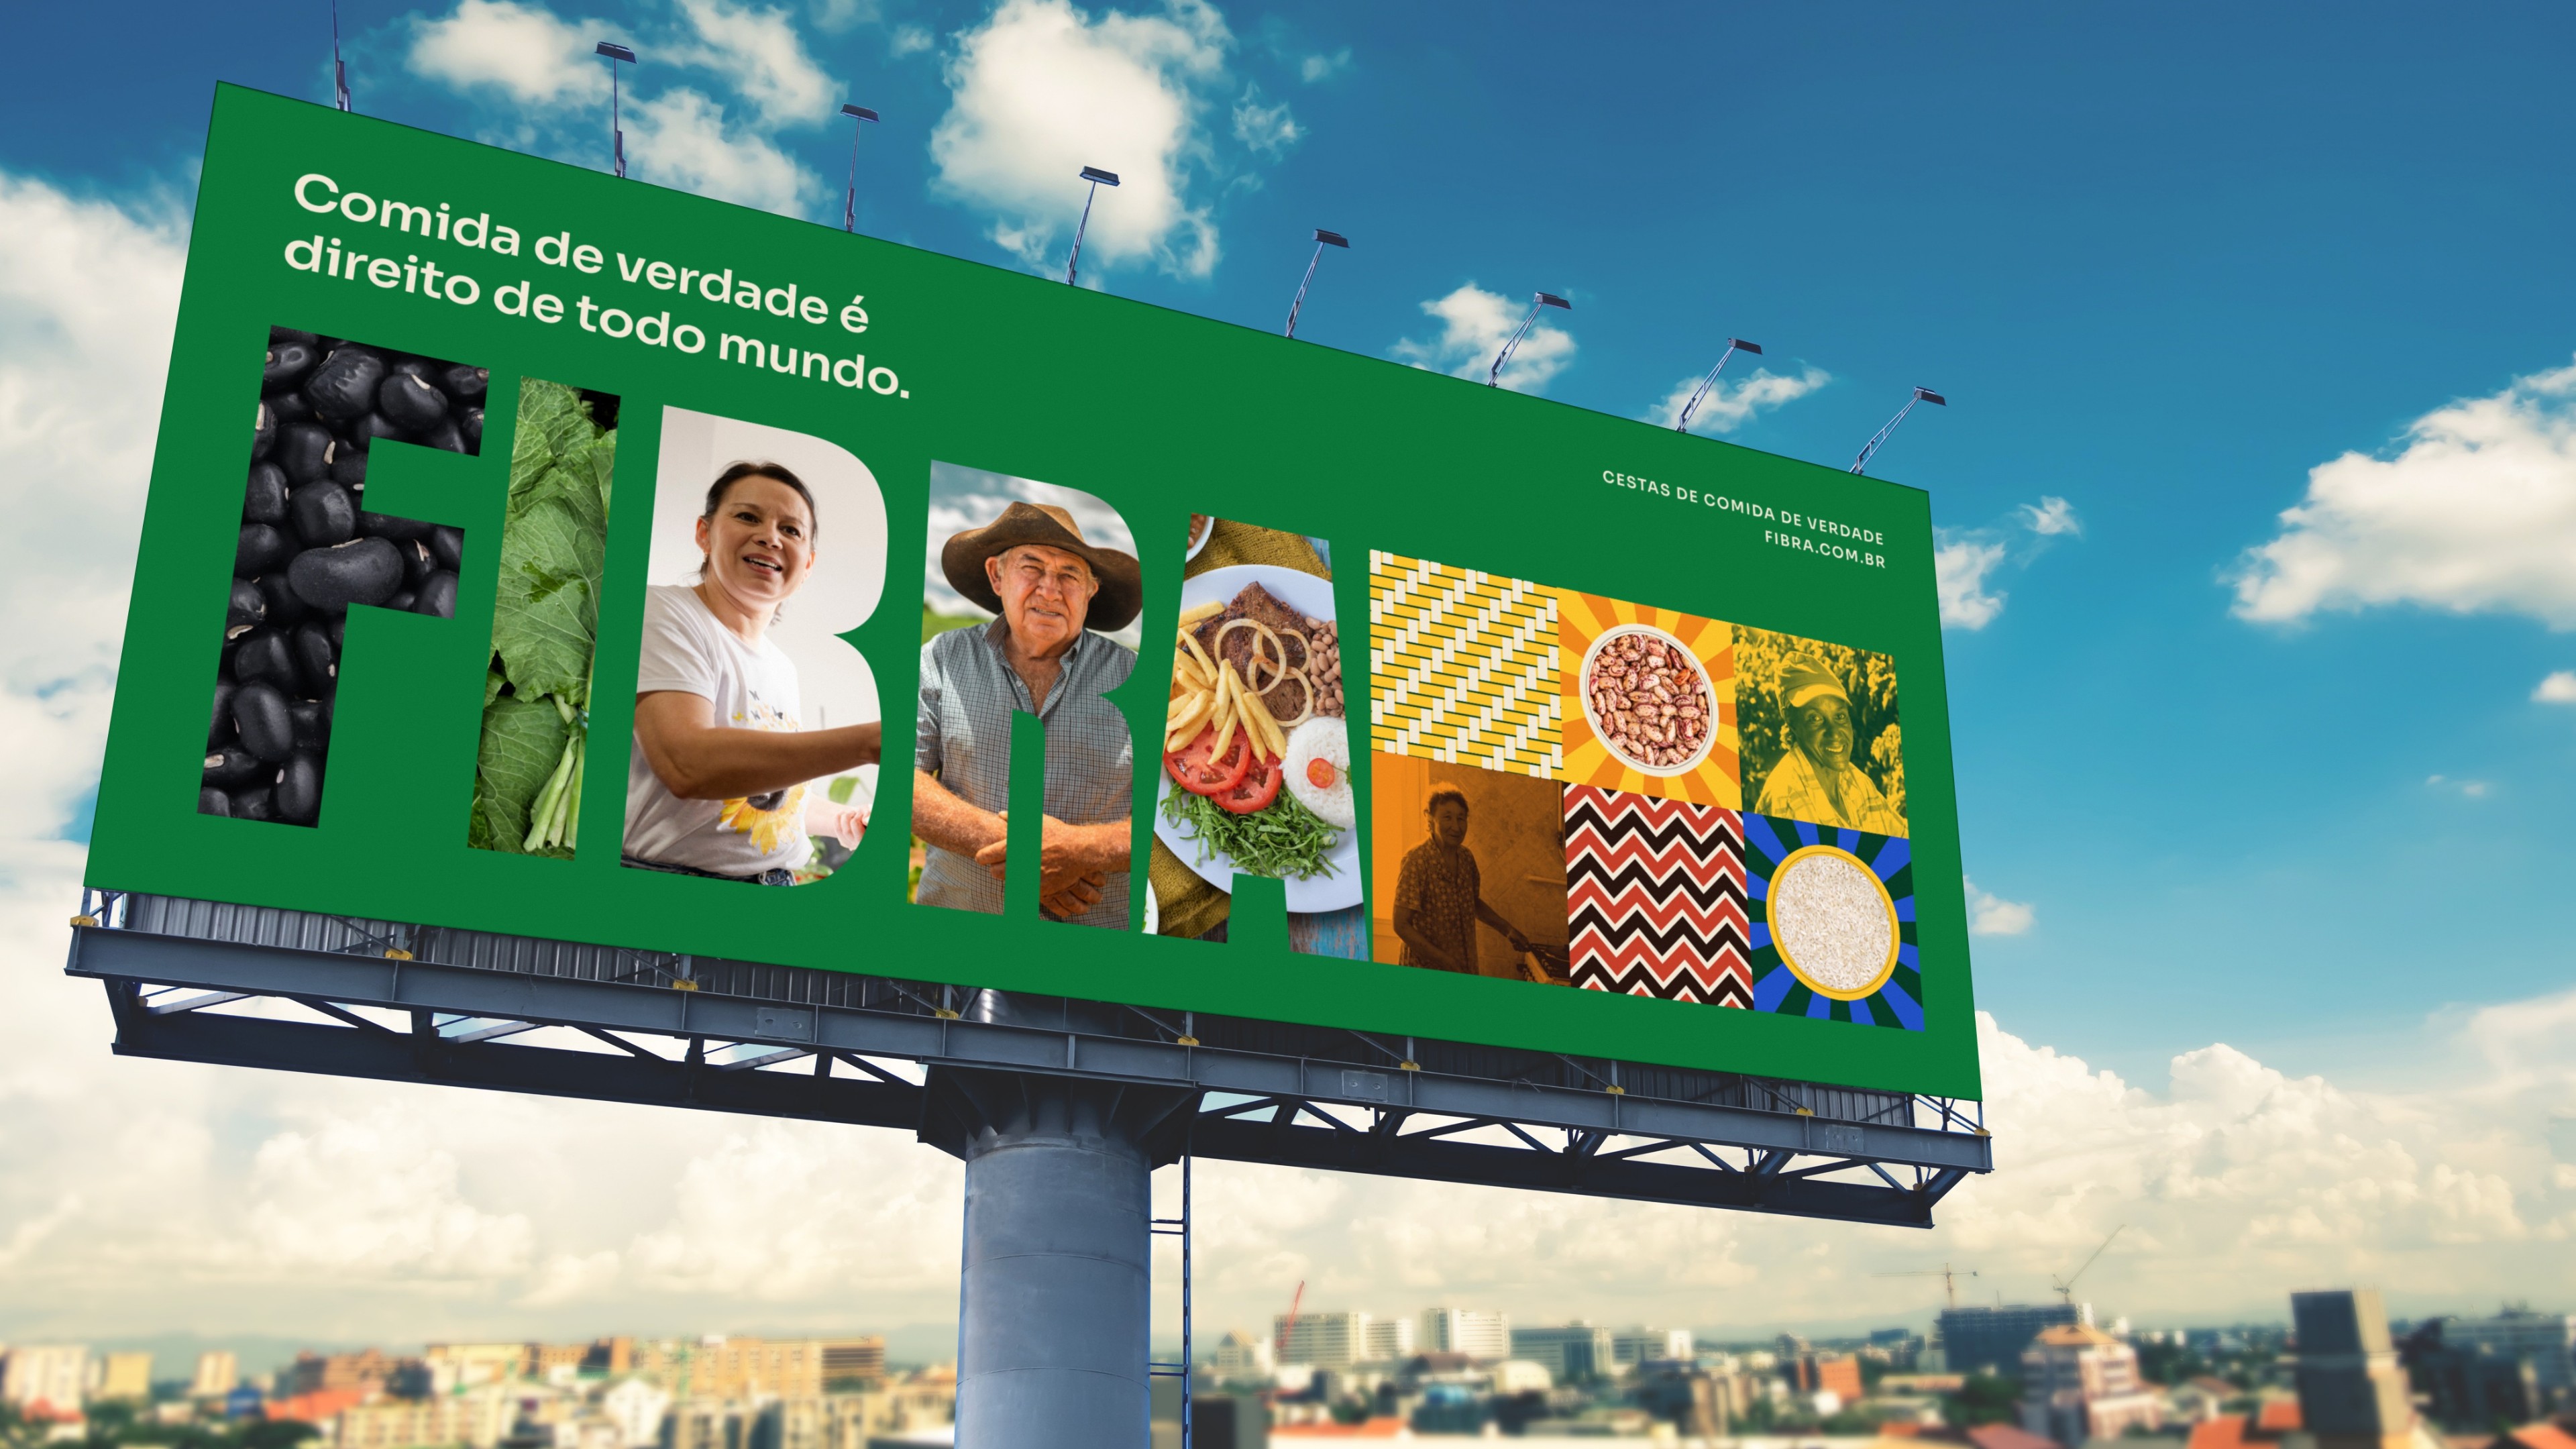 Comida de verdade é
direito de todo mundo.
FIBRA
CESTAS DE COMIDA DE VERDADE
FIBRA.COM.BR